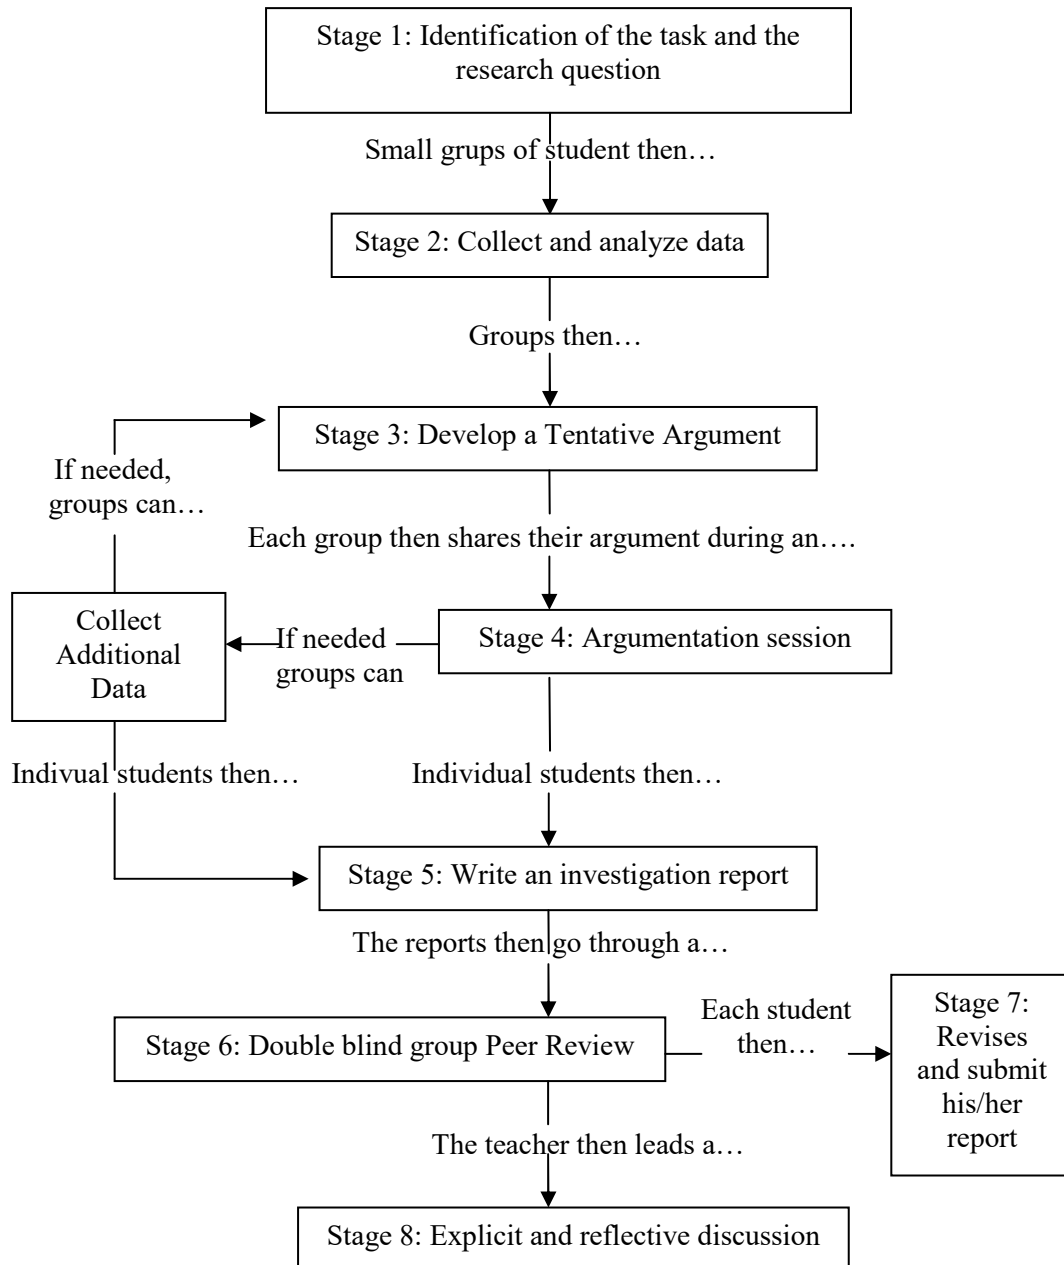 Stage 1: Identification of the task and the
research question
Small grups of student then…
Stage 2: Collect and analyze data
Groups then…
Stage 3: Develop a Tentative Argument
If needed,
groups can…
Each group then shares their argument during an….
Collect
Additional
Data
If needed
groups can
Stage 4: Argumentation session
Indivual students then…
Individual students then…
Stage 5: Write an investigation report
The reports then go through a…
Stage 6: Double blind group Peer Review
Each student
then…
Stage 7:
Revises
and submit
his/her
report
The teacher then leads a…
Stage 8: Explicit and reflective discussion